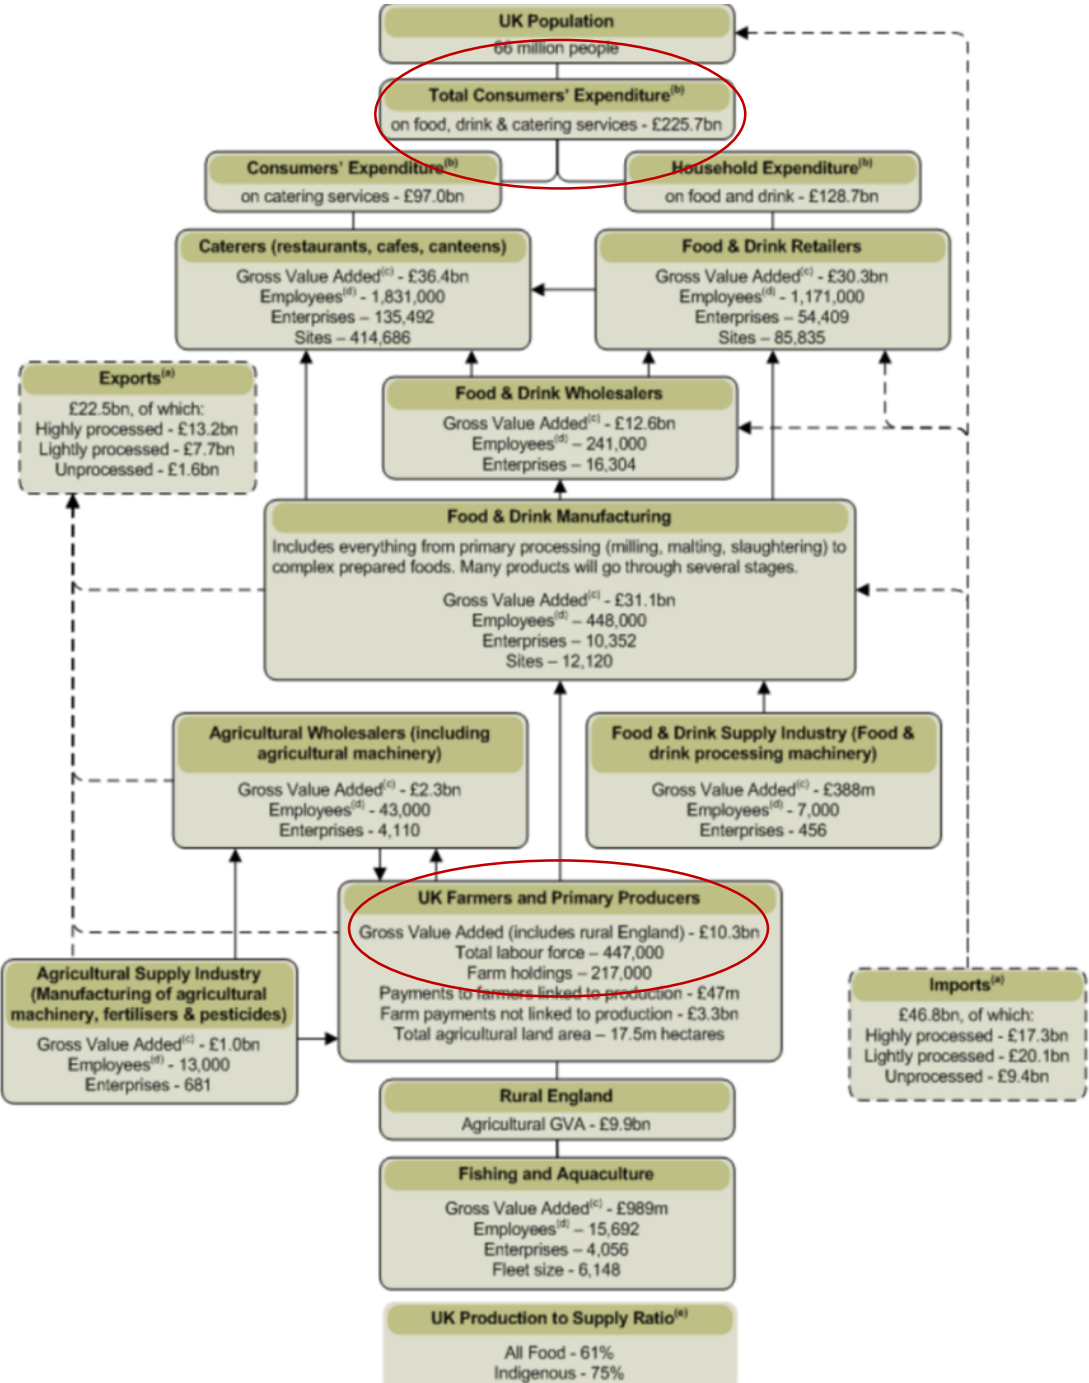 UK Population
66 million people
Total Consumers' Expenditure(b)
on food, drink & catering services - £225.7bn
Consumers' Expenditure(b)
on catering services - £97.0bn
Household Expenditure(b)
on food and drink - £128.7bn
Caterers (restaurants, cafes, canteens)
Gross Value Added(c) - £36.4bn
Employees(d) - 1,831,000
Enterprises – 135,492
Sites – 414,686
Food & Drink Retailers
Gross Value Added(c) - £30.3bn
Employees(d) - 1,171,000
Enterprises – 54,409
Sites – 85,835
Exports(a)
£22.5bn, of which:
Highly processed - £13.2bn
Lightly processed - £7.7bn
Unprocessed - £1.6bn
Food & Drink Wholesalers
Gross Value Added(c) - £12.6bn
Employees(d) – 241,000
Enterprises – 16,304
Food & Drink Manufacturing
Includes everything from primary processing (milling, malting, slaughtering) to
complex prepared foods. Many products will go through several stages.
Gross Value Added(c) - £31.1bn
Employees(d) – 448,000
Enterprises – 10,352
Sites – 12,120
Agricultural Wholesalers (including
agricultural machinery)
Gross Value Added(c) - £2.3bn
Employees(d) - 43,000
Enterprises - 4,110
Food & Drink Supply Industry (Food &
drink processing machinery)
Gross Value Added(c) - £388m
Employees(d) - 7,000
Enterprises - 456
UK Farmers and Primary Producers
Gross Value Added (includes rural England) - £10.3bn
Total labour force – 447,000
Farm holdings – 217,000
Payments to farmers linked to production - £47m
Farm payments not linked to production - £3.3bn
Total agricultural land area – 17.5m hectares
Agricultural Supply Industry
(Manufacturing of agricultural
machinery, fertilisers & pesticides)
Gross Value Added(c) - £1.0bn
Employees(d) - 13,000
Enterprises - 681
Imports(a)
£46.8bn, of which:
Highly processed - £17.3bn
Lightly processed - £20.1bn
Unprocessed - £9.4bn
Rural England
Agricultural GVA - £9.9bn
Fishing and Aquaculture
Gross Value Added(c) - £989m
Employees(d) – 15,692
Enterprises – 4,056
Fleet size - 6,148
UK Production to Supply Ratio(e)
All Food - 61%
Indigenous - 75%